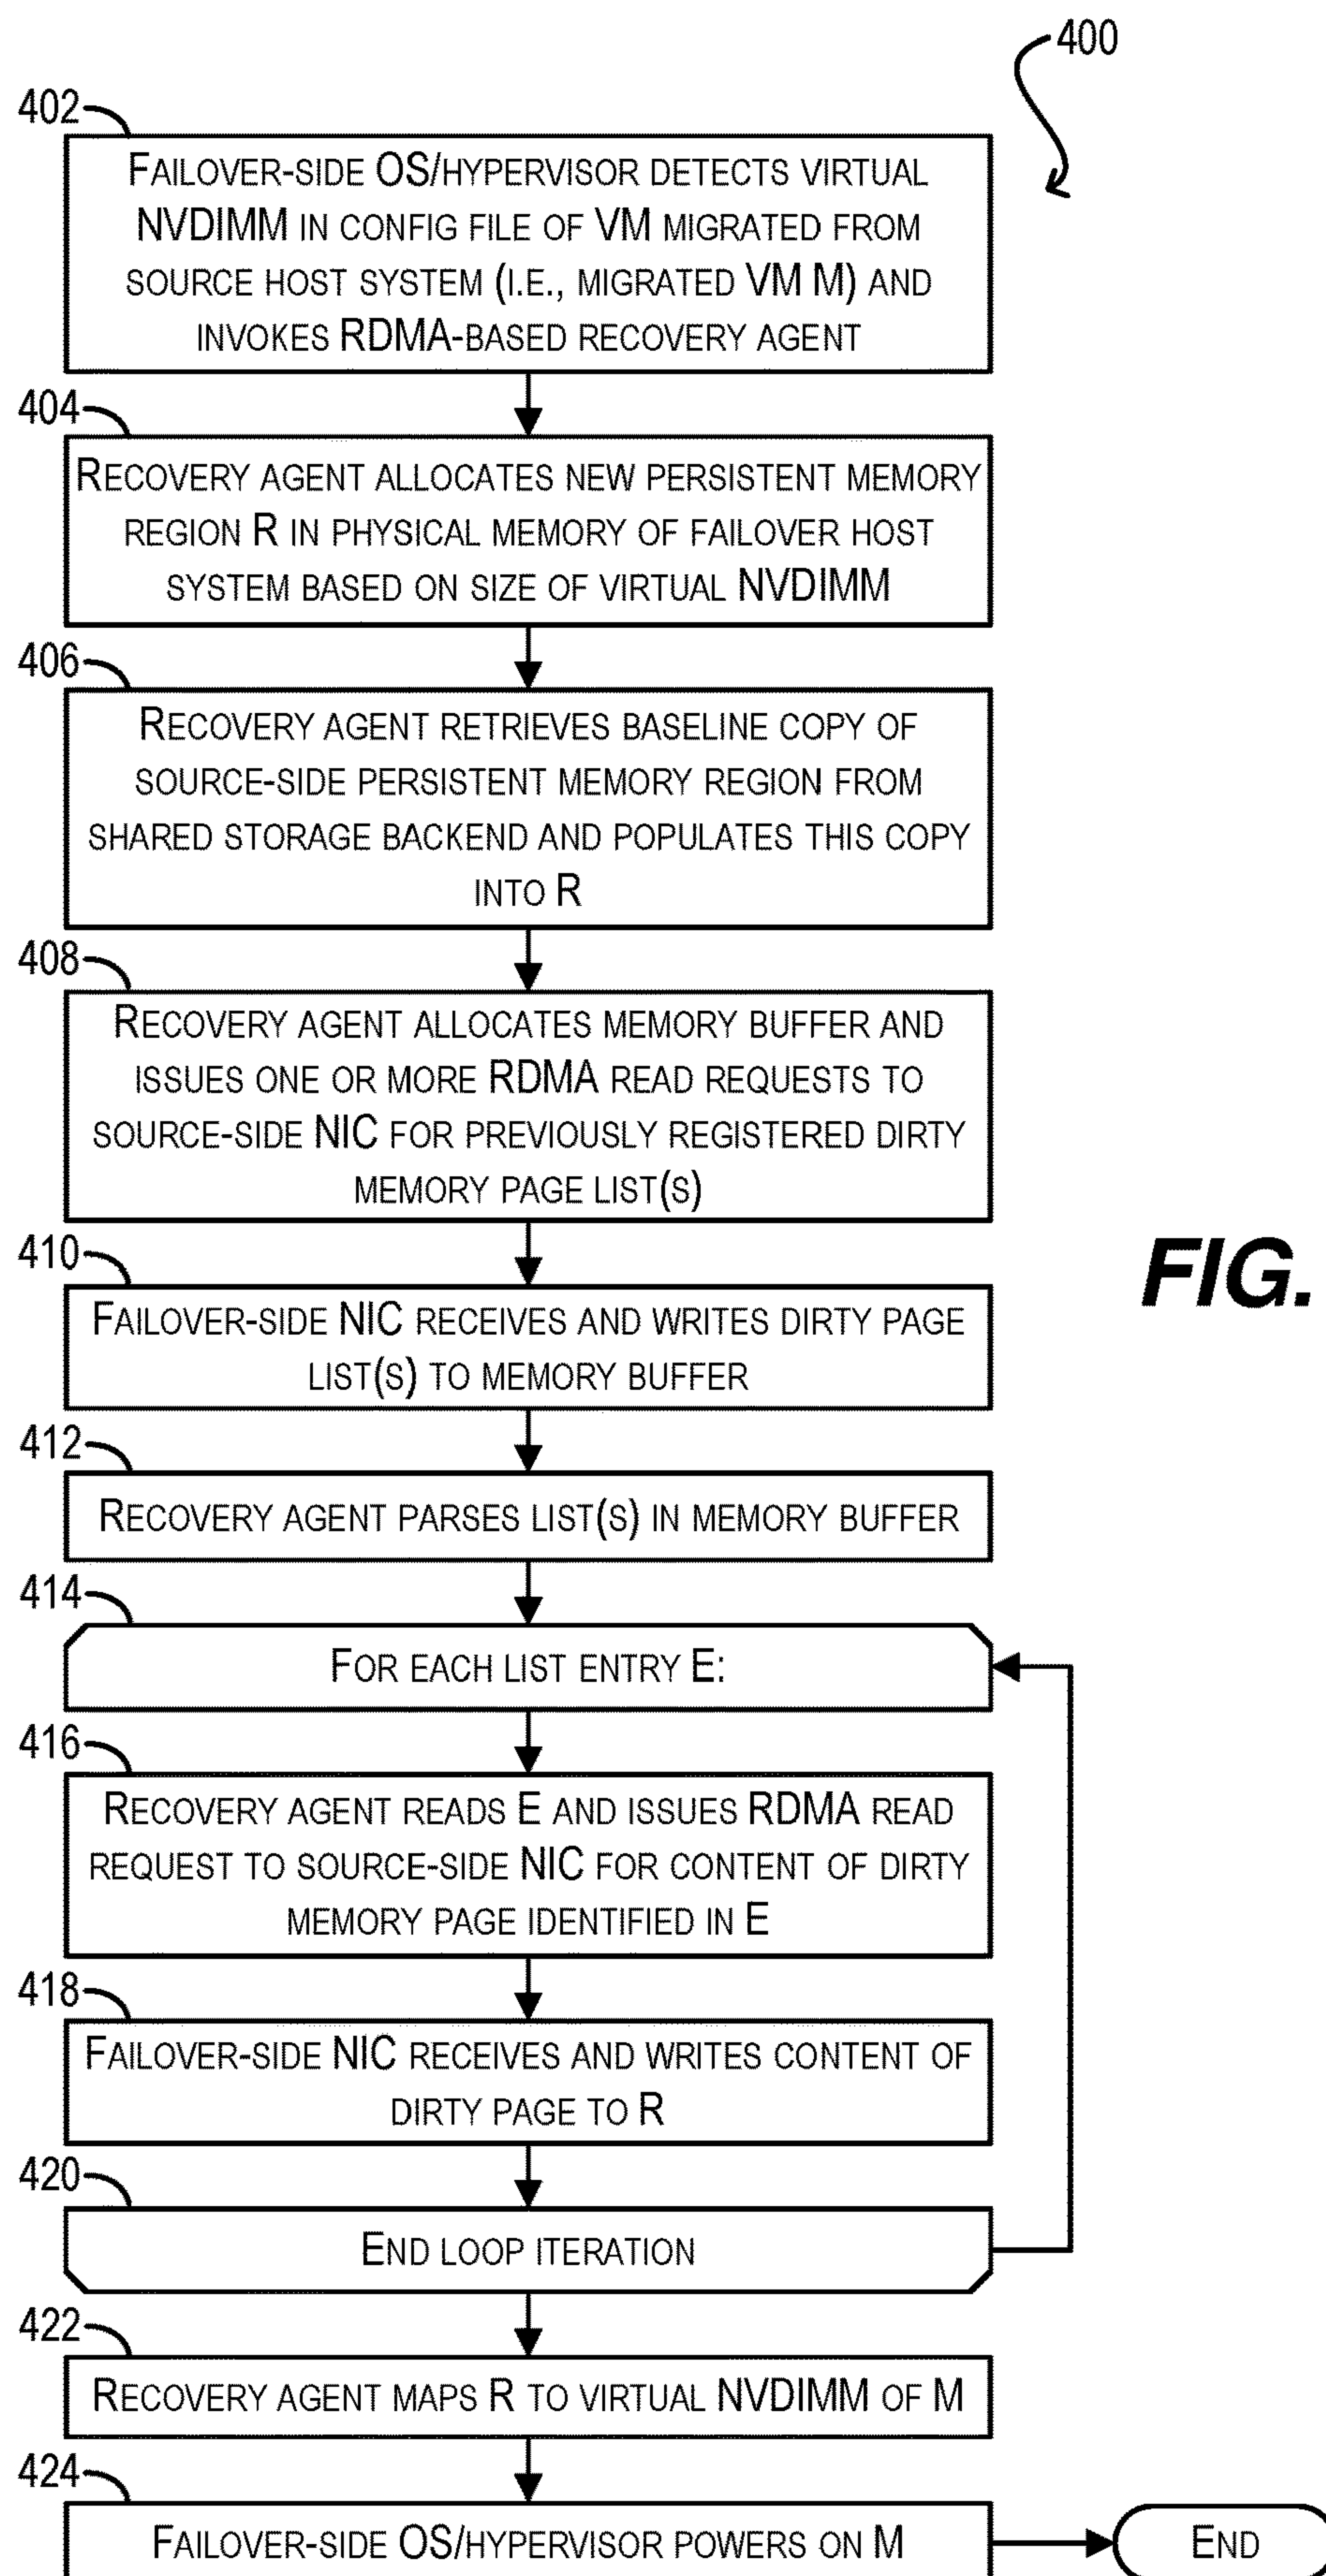 400
402
FAILOVER-SIDE OS/HYPERVISOR DETECTS VIRTUAL
NVDIMM IN CONFIG FILE OF VM MIGRATED FROM
SOURCE HOST SYSTEM (I.E., MIGRATED VM M) AND
INVOKES RDMA-BASED RECOVERY AGENT
404
RECOVERY AGENT ALLOCATES NEW PERSISTENT MEMORY
REGION R IN PHYSICAL MEMORY OF FAILOVER HOST
SYSTEM BASED ON SIZE OF VIRTUAL NVDIMM
406
RECOVERY AGENT RETRIEVES BASELINE COPY OF
SOURCE-SIDE PERSISTENT MEMORY REGION FROM
SHARED STORAGE BACKEND AND POPULATES THIS COPY
INTO R
408
RECOVERY AGENT ALLOCATES MEMORY BUFFER AND
ISSUES ONE OR MORE RDMA READ REQUESTS TO
SOURCE-SIDE NIC FOR PREVIOUSLY REGISTERED DIRTY
MEMORY PAGE LIST(S)
410
FAILOVER-SIDE NIC RECEIVES AND WRITES DIRTY PAGE
LIST(S) TO MEMORY BUFFER
FIG.
412
RECOVERY AGENT PARSES LIST(S) IN MEMORY BUFFER
414
FOR EACH LIST ENTRY E:
416
RECOVERY AGENT READS E AND ISSUES RDMA READ
REQUEST TO SOURCE-SIDE NIC FOR CONTENT OF DIRTY
MEMORY PAGE IDENTIFIED IN E
418
FAILOVER-SIDE NIC RECEIVES AND WRITES CONTENT OF
DIRTY PAGE TO R
420
END LOOP ITERATION
422
RECOVERY AGENT MAPS R TO VIRTUAL NVDIMM OF M
424
FAILOVER-SIDE OS/HYPERVISOR POWERS ON M
END